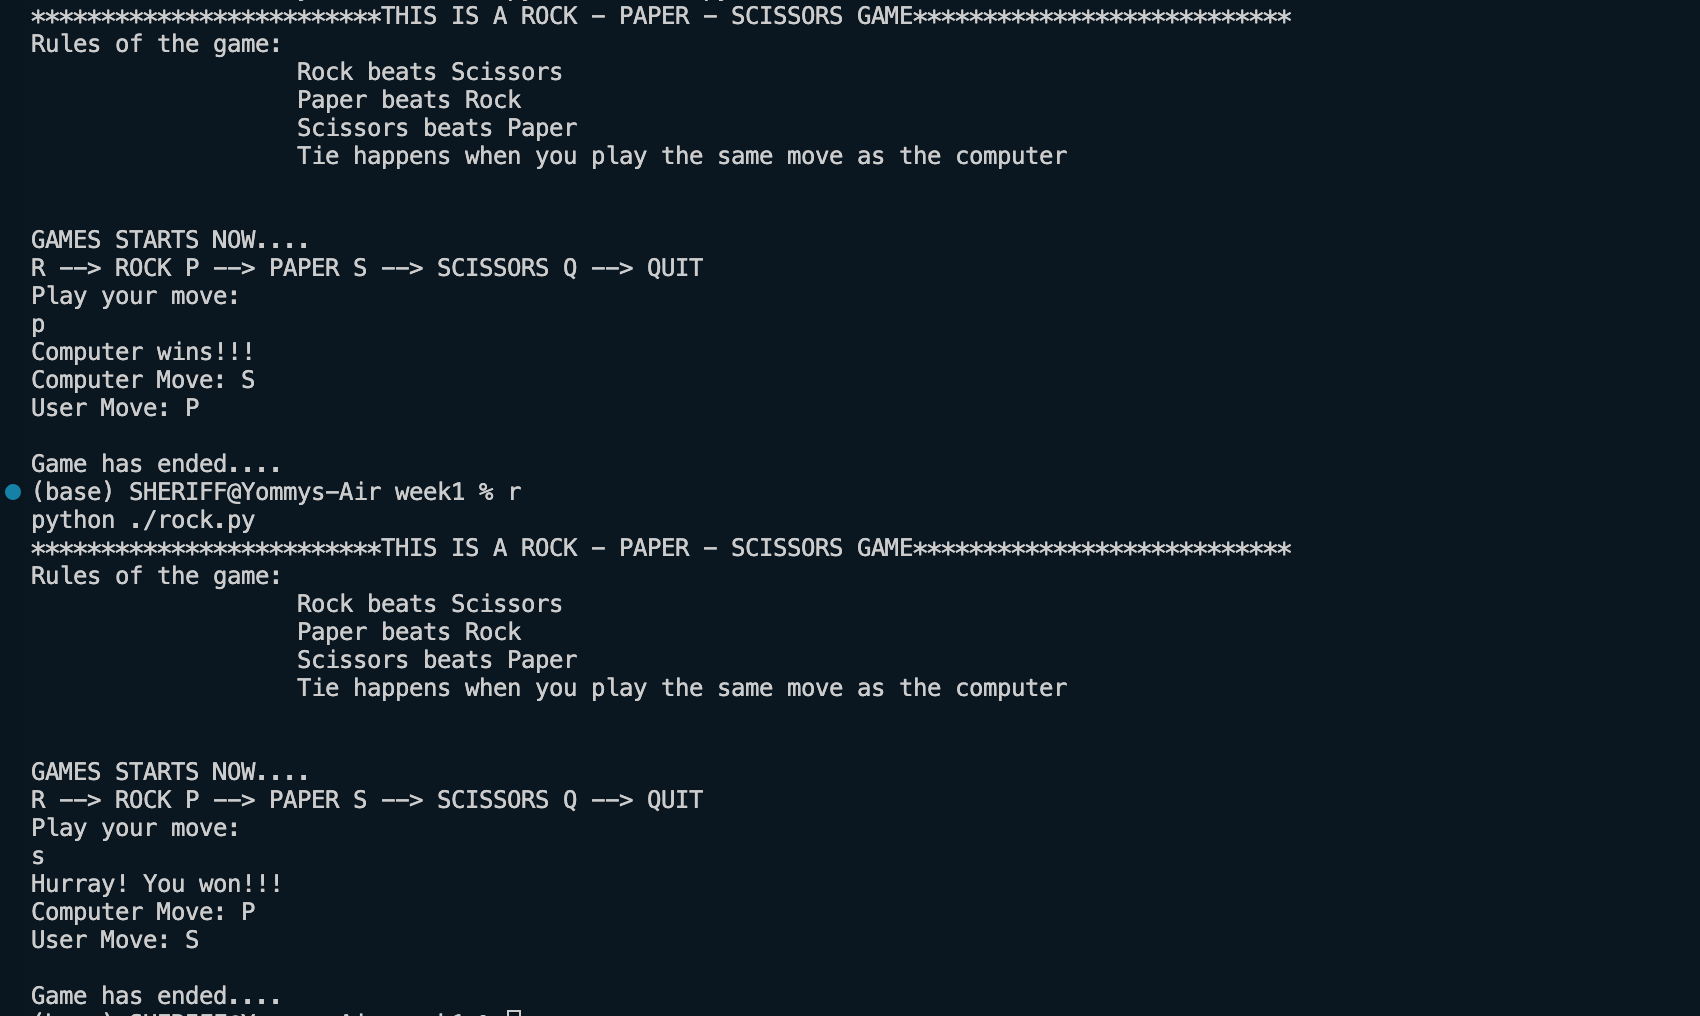 ***************************THIS IS A ROCK - PAPER - SCISSORS GAME***************************
Rules of the game:
Rock beats Scissors
Paper beats Rock
Scissors beats Paper
Tie happens when you play the same move as the computer
GAMES STARTS NOW....
R --> ROCK P --> PAPER S --> SCISSORS Q --> QUIT
Play your move:
p
Computer wins!!!
Computer Move: S
User Move: P
Game has ended....
(base) SHERIFF@Yommys-Air week1 % r
python ./rock.py
*************************THIS IS A ROCK - PAPER - SCISSORS GAME***************************
Rules of the game:
Rock beats Scissors
Paper beats Rock
Scissors beats Paper
Tie happens when you play the same move as the computer
GAMES STARTS NOW....
R --> ROCK P --> PAPER S --> SCISSORS Q --> QUIT
Play your move:
s
Hurray! You won!!!
Computer Move: P
User Move: S
Game has ended....